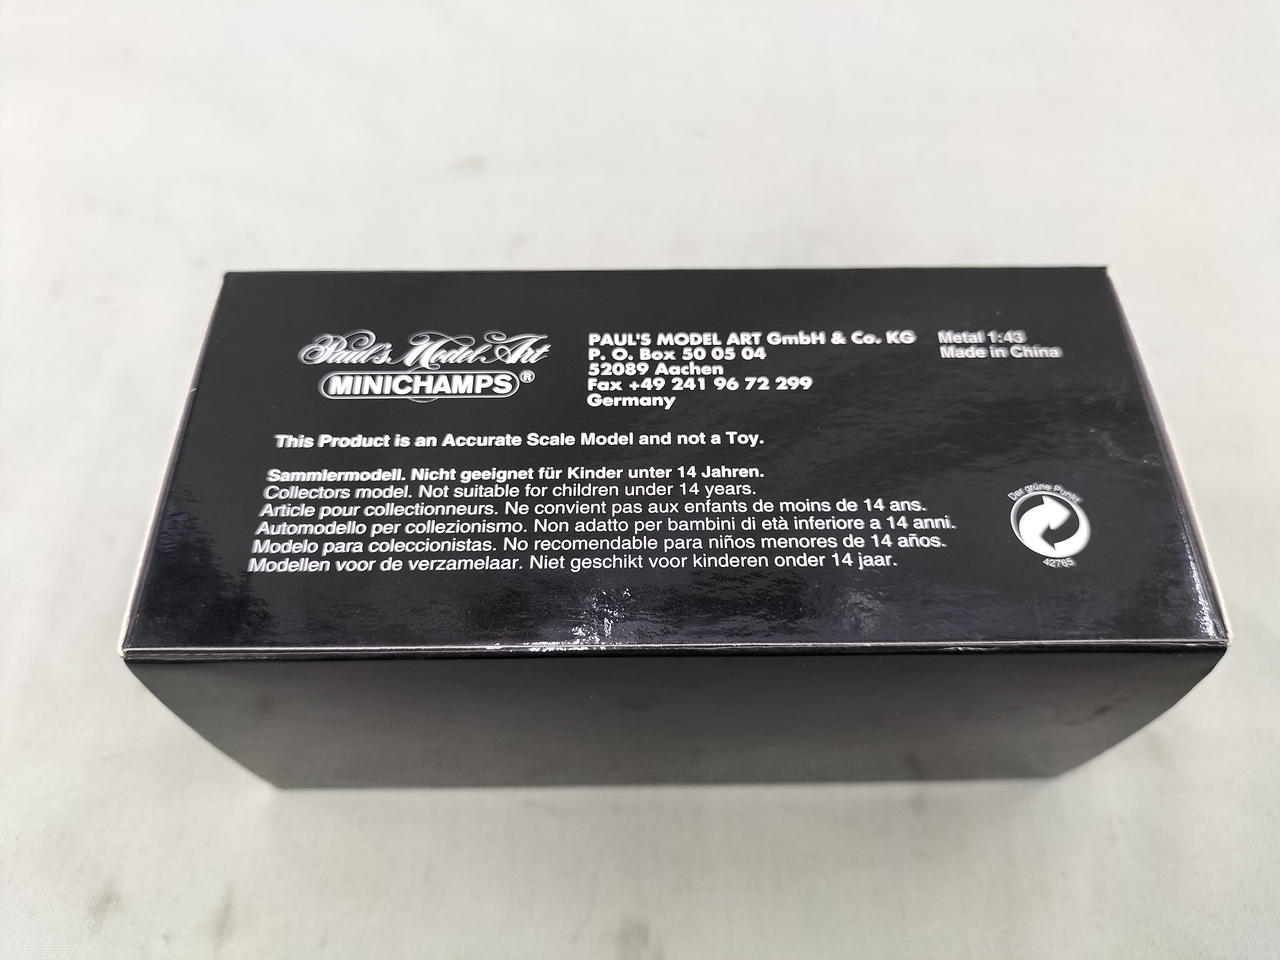 Paul's Model Art
MINICHAMPS®
PAUL'S MODEL ART GmbH & Co. KG
P. O. Box 50 05 04
52089 Aachen
Fax +49 241 96 72 299
Germany
Metal 1:43
Made in China
This Product is an Accurate Scale Model and not a Toy.
Sammlermodell. Nicht geeignet für Kinder unter 14 Jahren.
Collectors model. Not suitable for children under 14 years.
Article pour collectionneurs. Ne convient pas aux enfants de moins de 14 ans.
Automodello per collezionismo. Non adatto per bambini di età inferiore a 14 anni.
Modelo para coleccionistas. No recomendable para niños menores de 14 años.
Modellen voor de verzamelaar. Niet geschikt voor kinderen onder 14 jaar.
Der grüne Punkt
42765